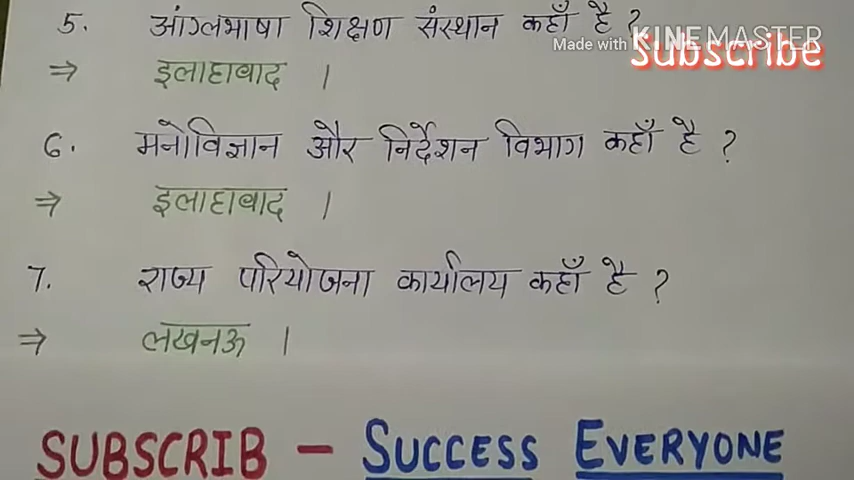 5. आंग्लभाषा शिक्षण संस्थान कहाँ है ?
Made with KINEMASTER
Subscribe
⇒ इलाहाबाद ।
6. मनोविज्ञान और निर्देशन विभाग कहाँ है ?
⇒ इलाहाबाद ।
7. राज्य परियोजना कार्यालय कहाँ है ?
⇒ लखनऊ ।
SUBSCRIB - SUCCESS EVERYONE